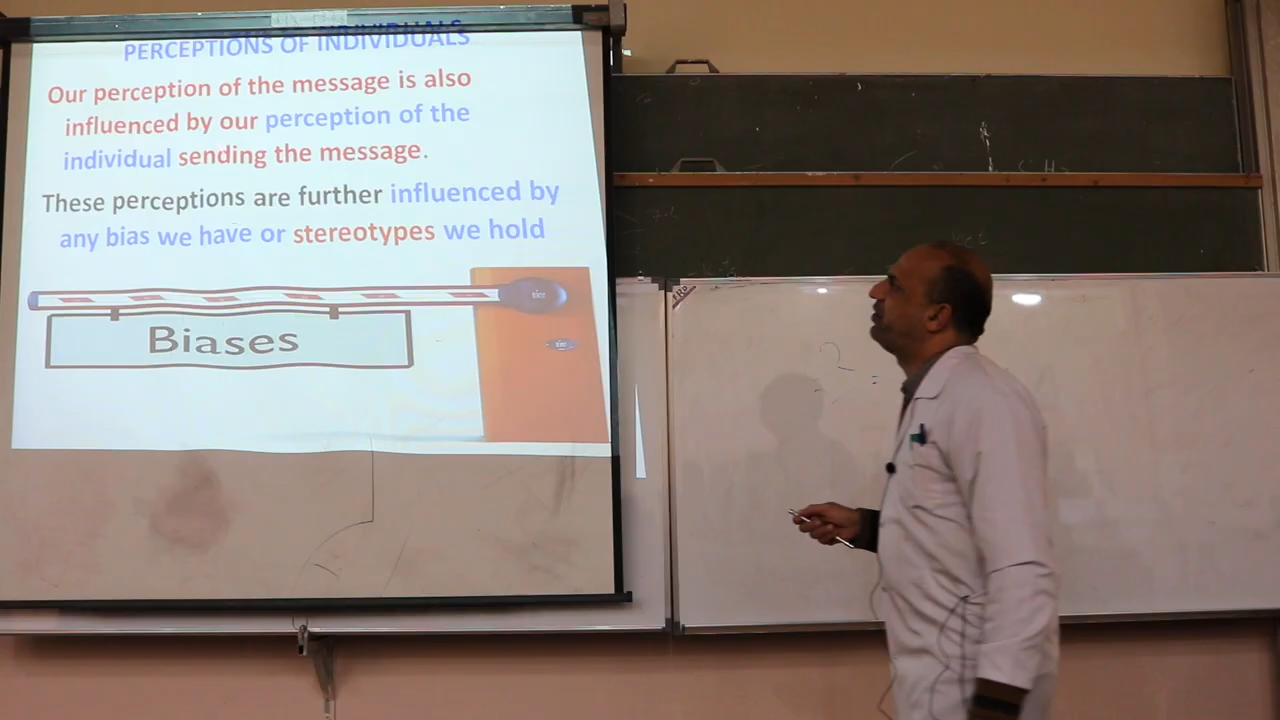 PERCEPTIONS OF INDIVIDUALS
Our perception of the message is also
influenced by our perception of the
individual sending the message.
These perceptions are further influenced by
any bias we have or stereotypes we hold
Biases